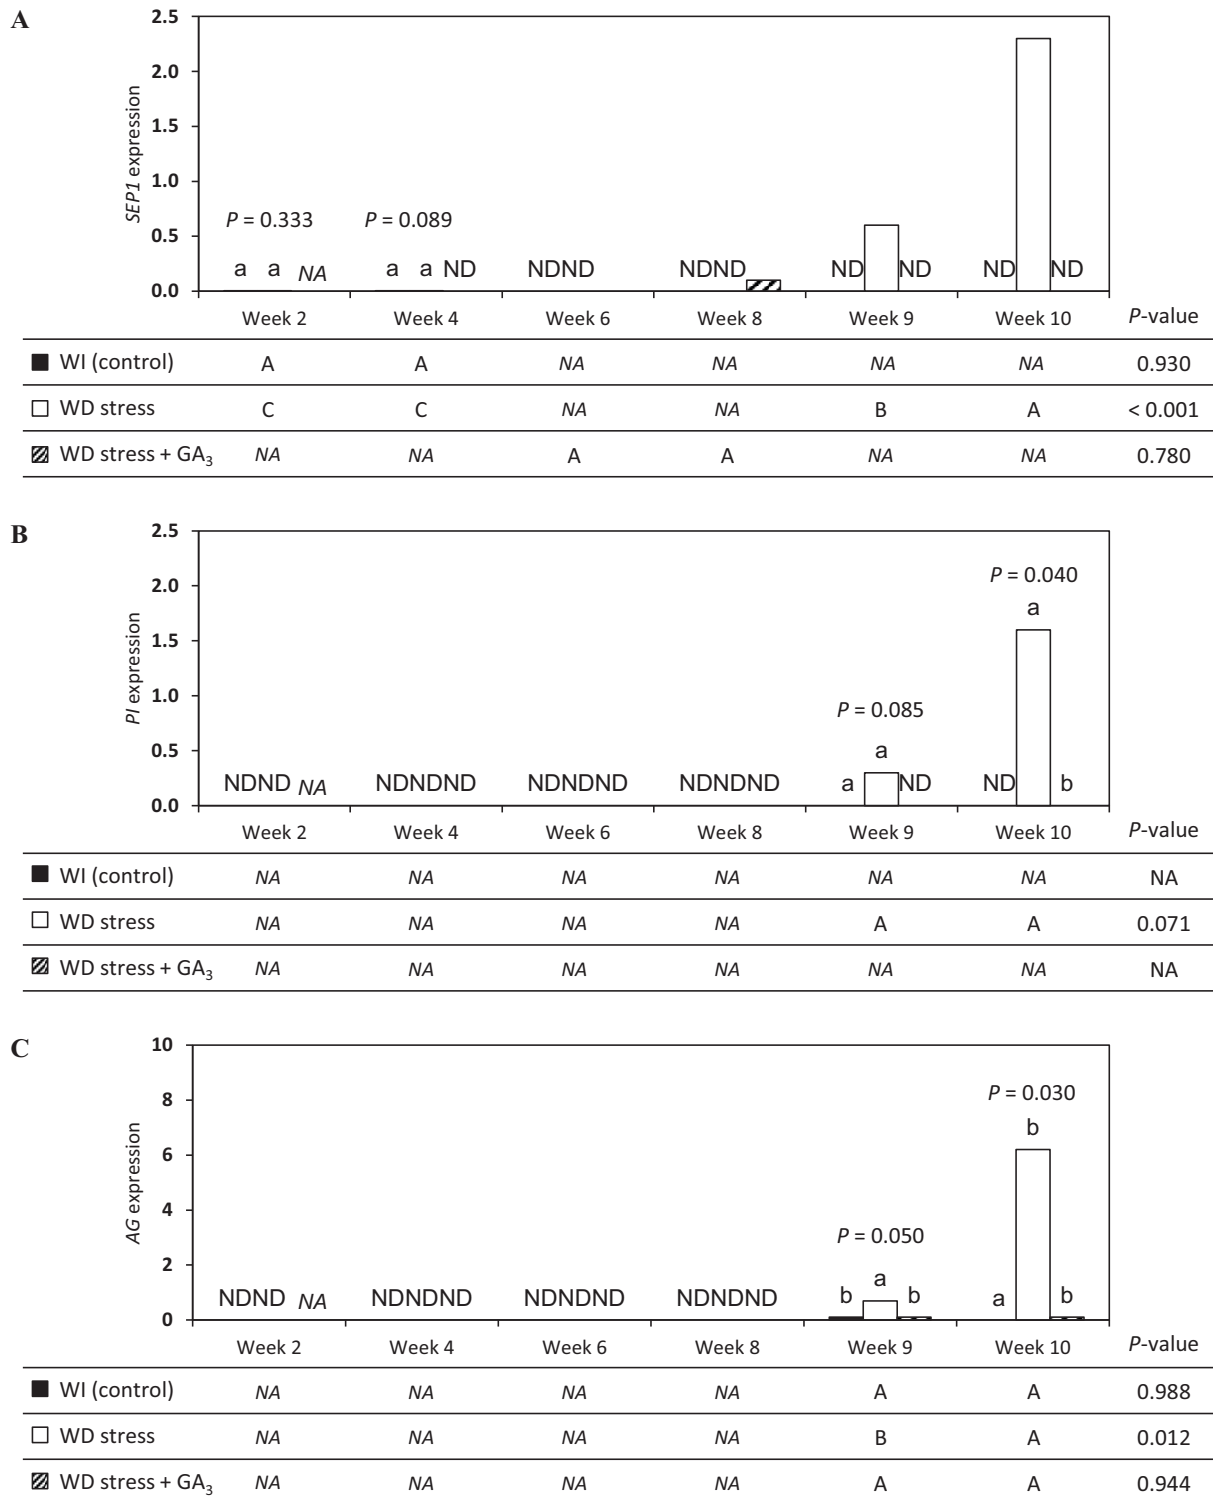 A
2.5
2.0
1.5
1.0
0.5
0.0
SEP1 expression
P = 0.333
P = 0.089
a a NA
a a ND
NDND
NDND
ND ND
ND ND
Week 2 Week 4 Week 6 Week 8 Week 9 Week 10 P-value
WI (control) A A NA NA NA NA 0.930
WD stress C C NA NA B A < 0.001
WD stress + GA3 NA NA A A NA NA 0.780
B
2.5
2.0
1.5
1.0
0.5
0.0
PI expression
P = 0.040
a
P = 0.085
a
NDND NA
NDNDND
NDNDND
NDNDND
a ND
ND b
Week 2 Week 4 Week 6 Week 8 Week 9 Week 10 P-value
WI (control) NA NA NA NA NA NA NA
WD stress NA NA NA NA A A 0.071
WD stress + GA3 NA NA NA NA NA NA NA
C
10
8
6
4
2
0
AG expression
P = 0.030
b
P = 0.050
a
NDND NA
NDNDND
NDNDND
NDNDND
b b
a b
Week 2 Week 4 Week 6 Week 8 Week 9 Week 10 P-value
WI (control) NA NA NA NA A A 0.988
WD stress NA NA NA NA B A 0.012
WD stress + GA3 NA NA NA NA A A 0.944